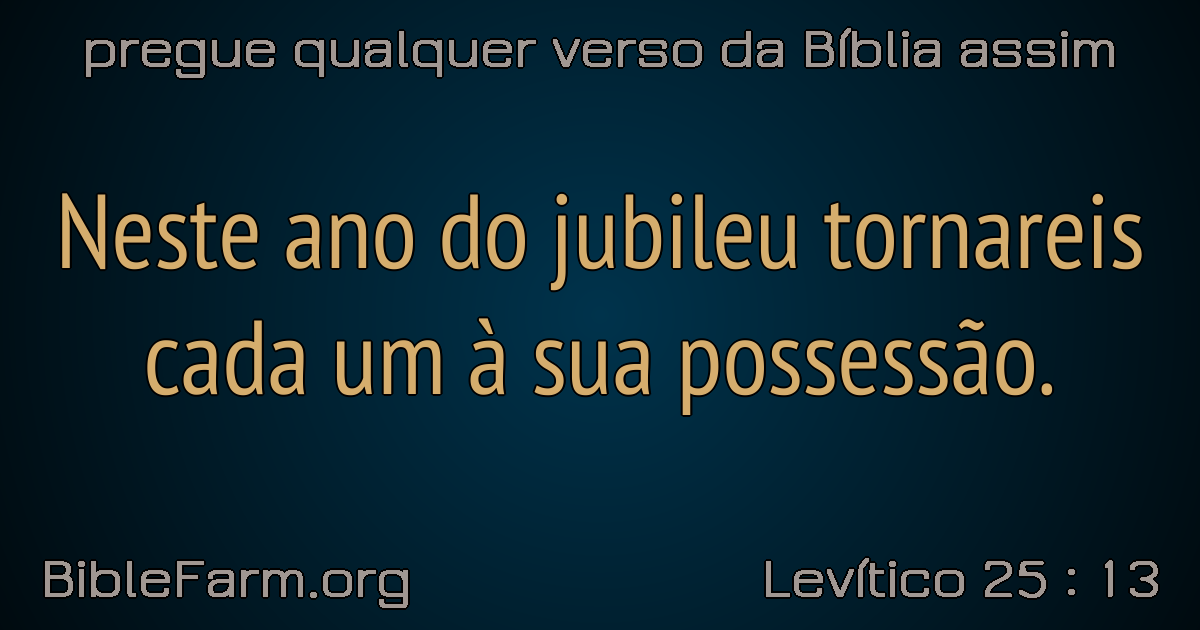 pregue qualquer verso da Bíblia assim
Neste ano do jubileu tornareis
cada um à sua possessão.
BibleFarm.org
Levítico 25 : 13